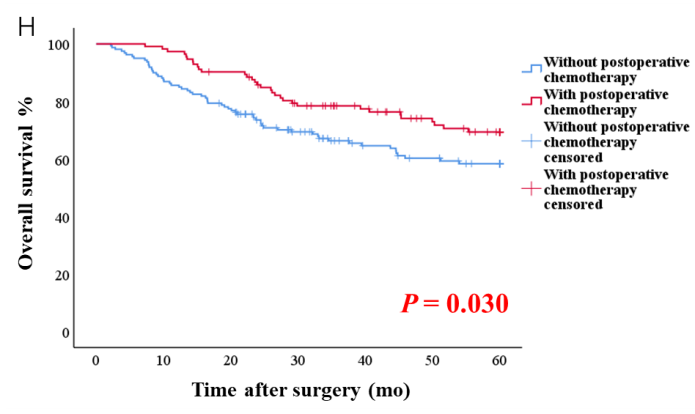 H
Overall survival %
100
80
60
40
20
0
0 10 20 30 40 50 60
Time after surgery (mo)
P = 0.030
Without postoperative
chemotherapy
With postoperative
chemotherapy
Without postoperative
chemotherapy
censored
With postoperative
chemotherapy
censored